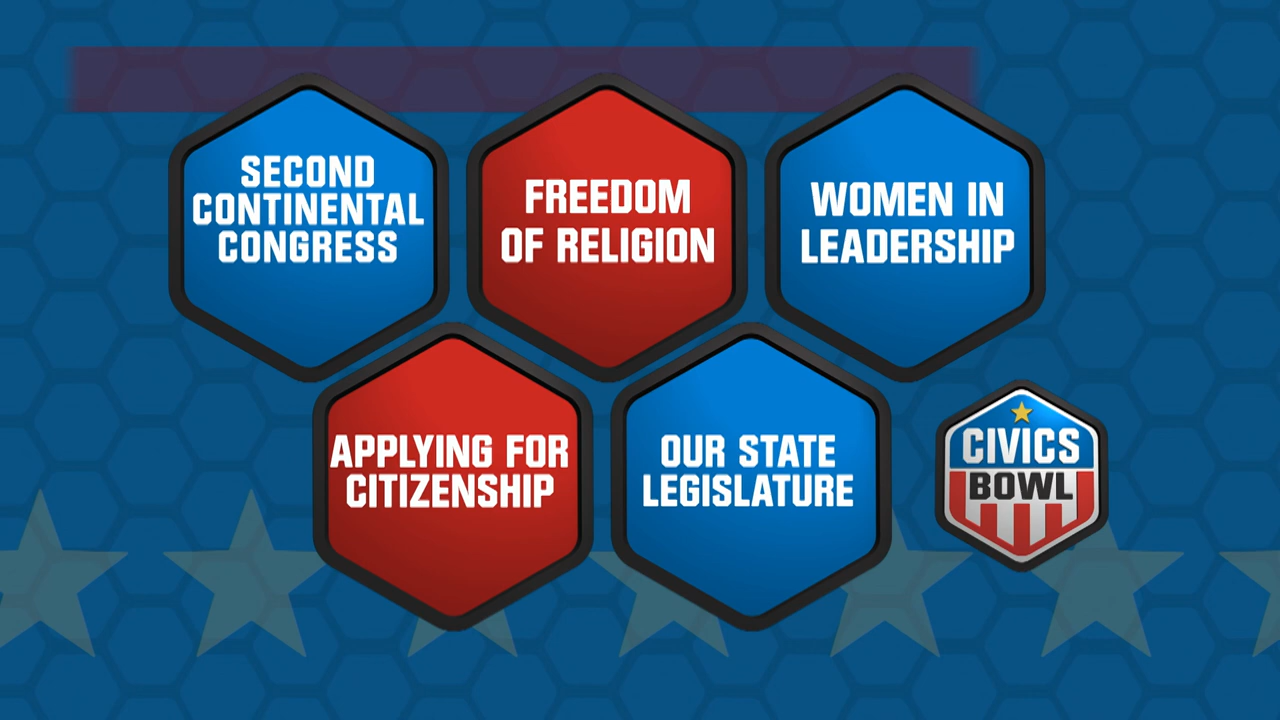 SECOND
CONTINENTAL
CONGRESS
FREEDOM
OF RELIGION
WOMEN IN
LEADERSHIP
APPLYING FOR
CITIZENSHIP
OUR STATE
LEGISLATURE
CIVICS
BOWL